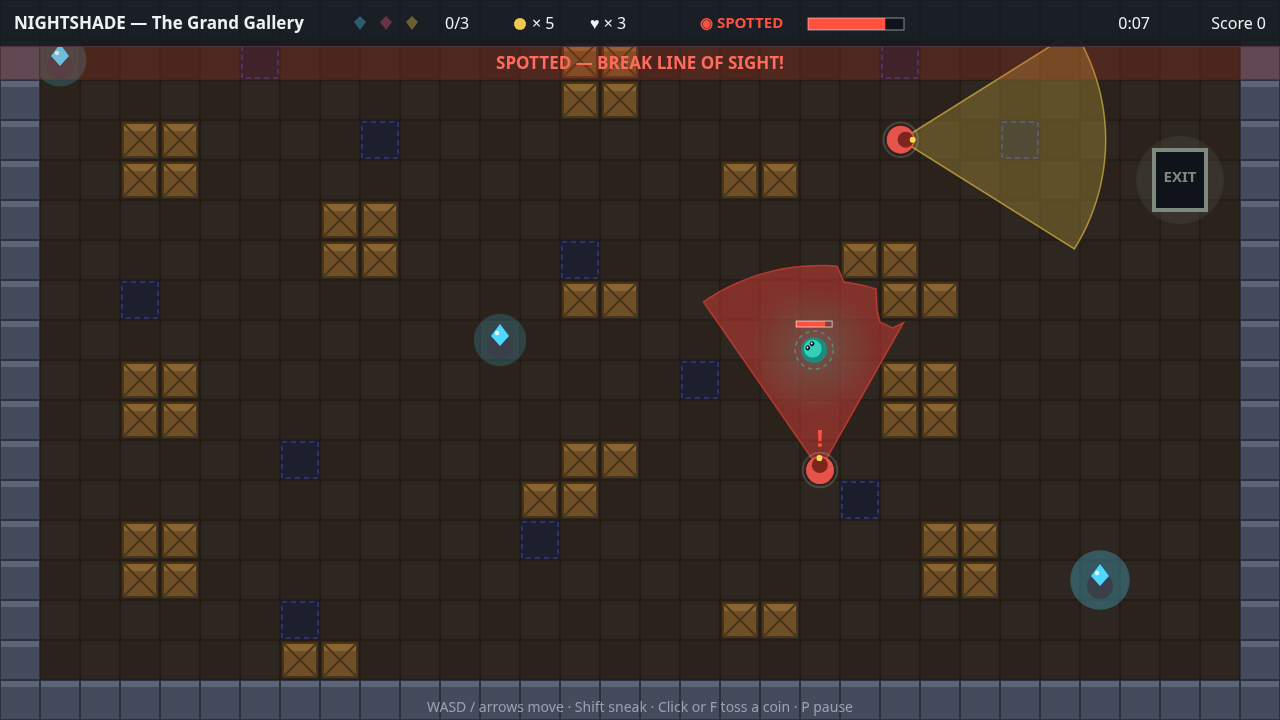 NIGHTSHADE — The Grand Gallery 0/3 × 5 ♥ × 3 ◉ SPOTTED 0:07 Score 0
SPOTTED — BREAK LINE OF SIGHT!
EXIT
!
WASD / arrows move · Shift sneak · Click or F toss a coin · P pause